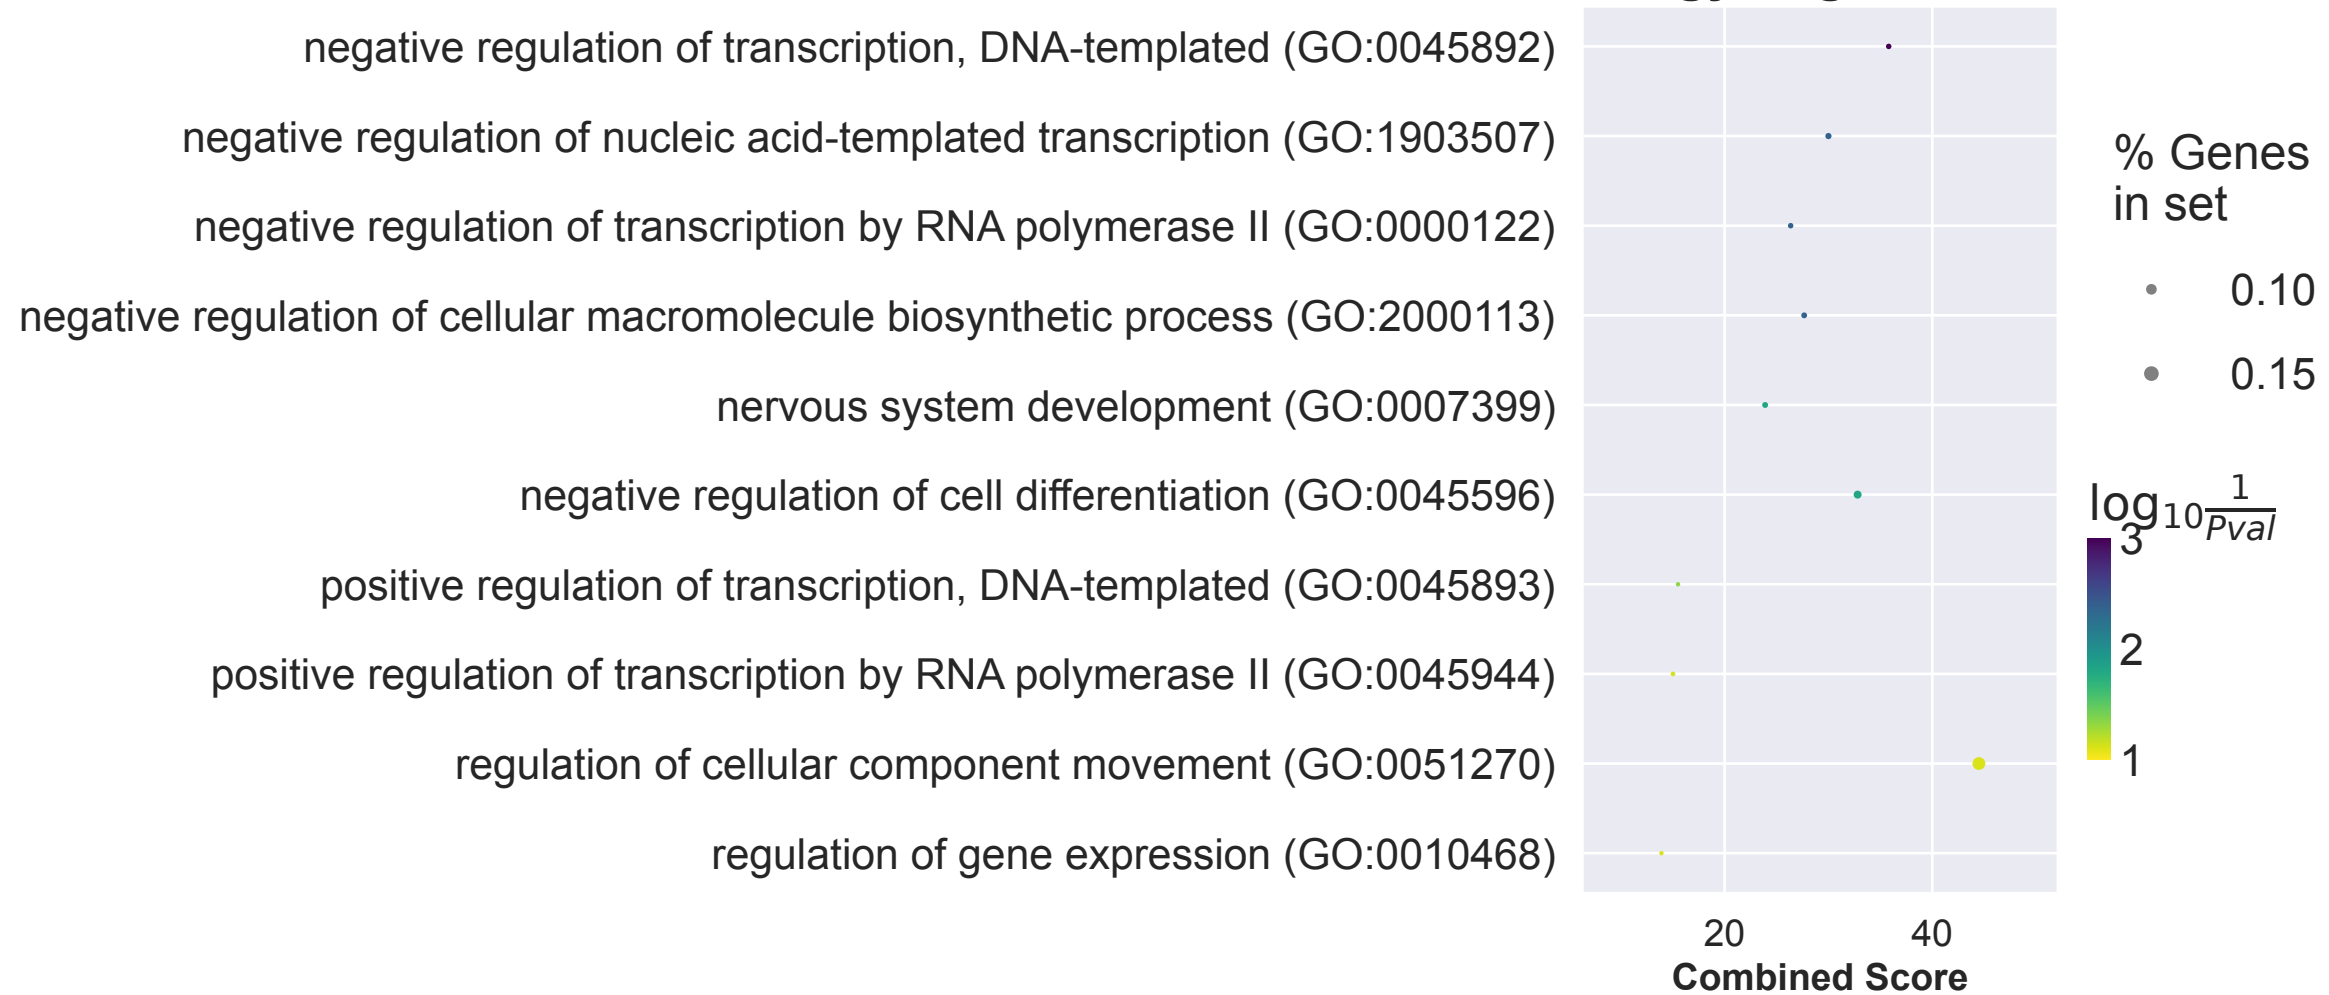 negative regulation of transcription, DNA-templated (GO:0045892)
negative regulation of nucleic acid-templated transcription (GO:1903507)
negative regulation of transcription by RNA polymerase II (GO:0000122)
negative regulation of cellular macromolecule biosynthetic process (GO:2000113)
nervous system development (GO:0007399)
negative regulation of cell differentiation (GO:0045596)
positive regulation of transcription, DNA-templated (GO:0045893)
positive regulation of transcription by RNA polymerase II (GO:0045944)
regulation of cellular component movement (GO:0051270)
regulation of gene expression (GO:0010468)
20 40
Combined Score
% Genes
in set
0.10
0.15
log₁₀ 1/Pval
3
2
1